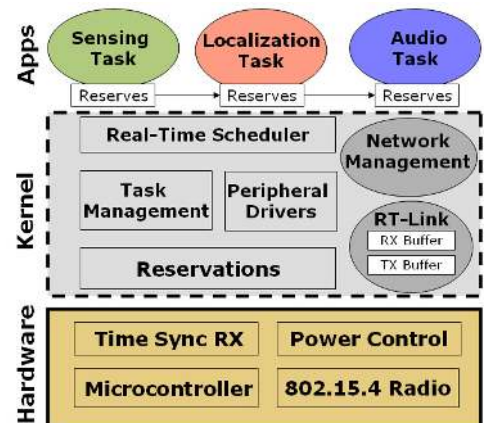 Apps
Sensing
Task
Localization
Task
Audio
Task
Reserves
Reserves
Reserves
Kernel
Real-Time Scheduler
Network
Management
Task
Management
Peripheral
Drivers
RT-Link
RX Buffer
TX Buffer
Reservations
Hardware
Time Sync RX
Power Control
Microcontroller
802.15.4 Radio